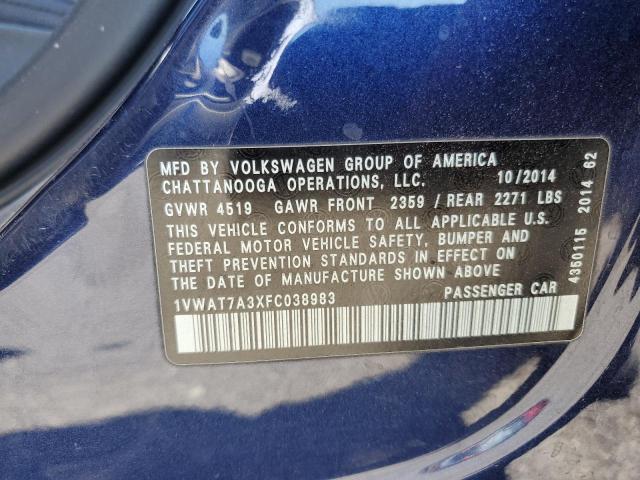 MFD BY VOLKSWAGEN GROUP OF AMERICA
CHATTANOOGA OPERATIONS, LLC. 10/2014
GVWR 4519 GAWR FRONT 2359 / REAR 2271 LBS
THIS VEHICLE CONFORMS TO ALL APPLICABLE U.S.
FEDERAL MOTOR VEHICLE SAFETY, BUMPER AND
THEFT PREVENTION STANDARDS IN EFFECT ON
THE DATE OF MANUFACTURE SHOWN ABOVE
1VWAT7A3XFC038983 PASSENGER CAR
4350115 2014 62